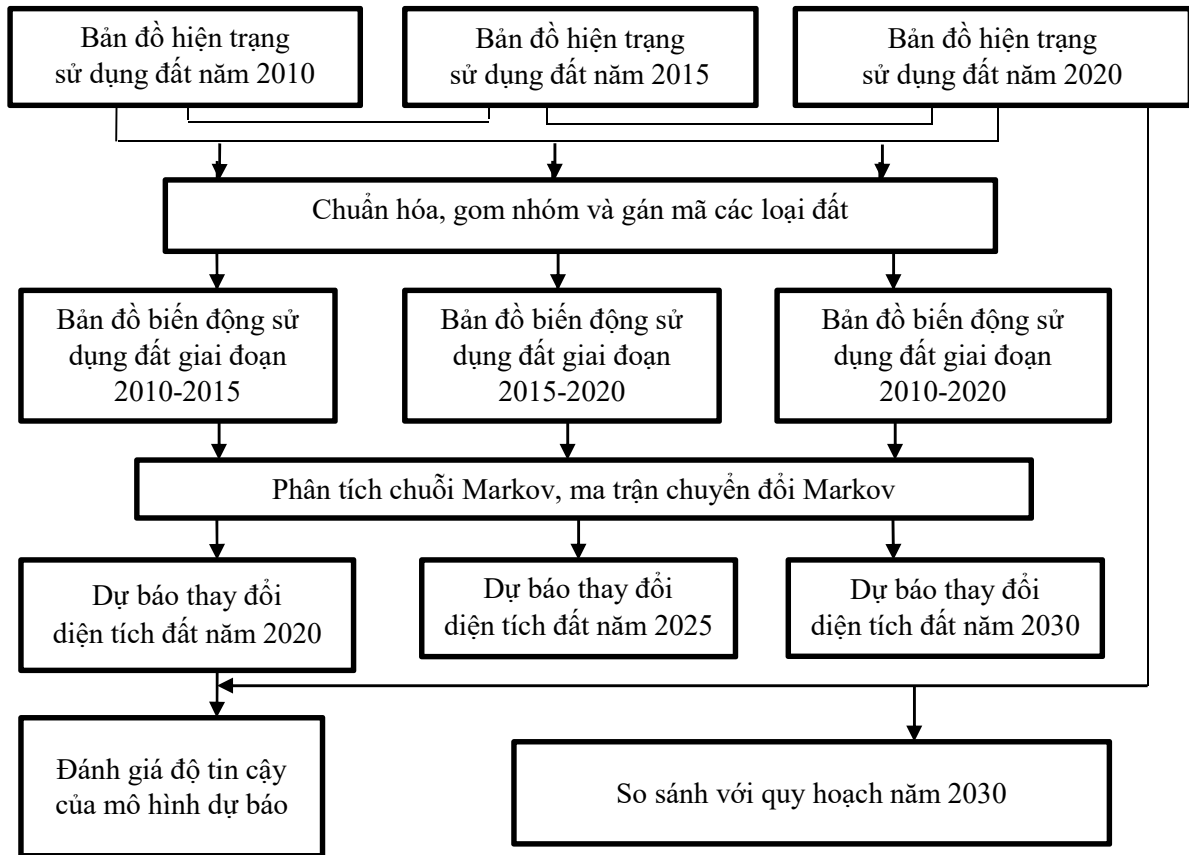 Bản đồ hiện trạng
sử dụng đất năm 2010
Bản đồ hiện trạng
sử dụng đất năm 2015
Bản đồ hiện trạng
sử dụng đất năm 2020
Chuẩn hóa, gom nhóm và gán mã các loại đất
Bản đồ biến động sử
dụng đất giai đoạn
2010-2015
Bản đồ biến động sử
dụng đất giai đoạn
2015-2020
Bản đồ biến động sử
dụng đất giai đoạn
2010-2020
Phân tích chuỗi Markov, ma trận chuyển đổi Markov
Dự báo thay đổi
diện tích đất năm 2020
Dự báo thay đổi
diện tích đất năm 2025
Dự báo thay đổi
diện tích đất năm 2030
Đánh giá độ tin cậy
của mô hình dự báo
So sánh với quy hoạch năm 2030